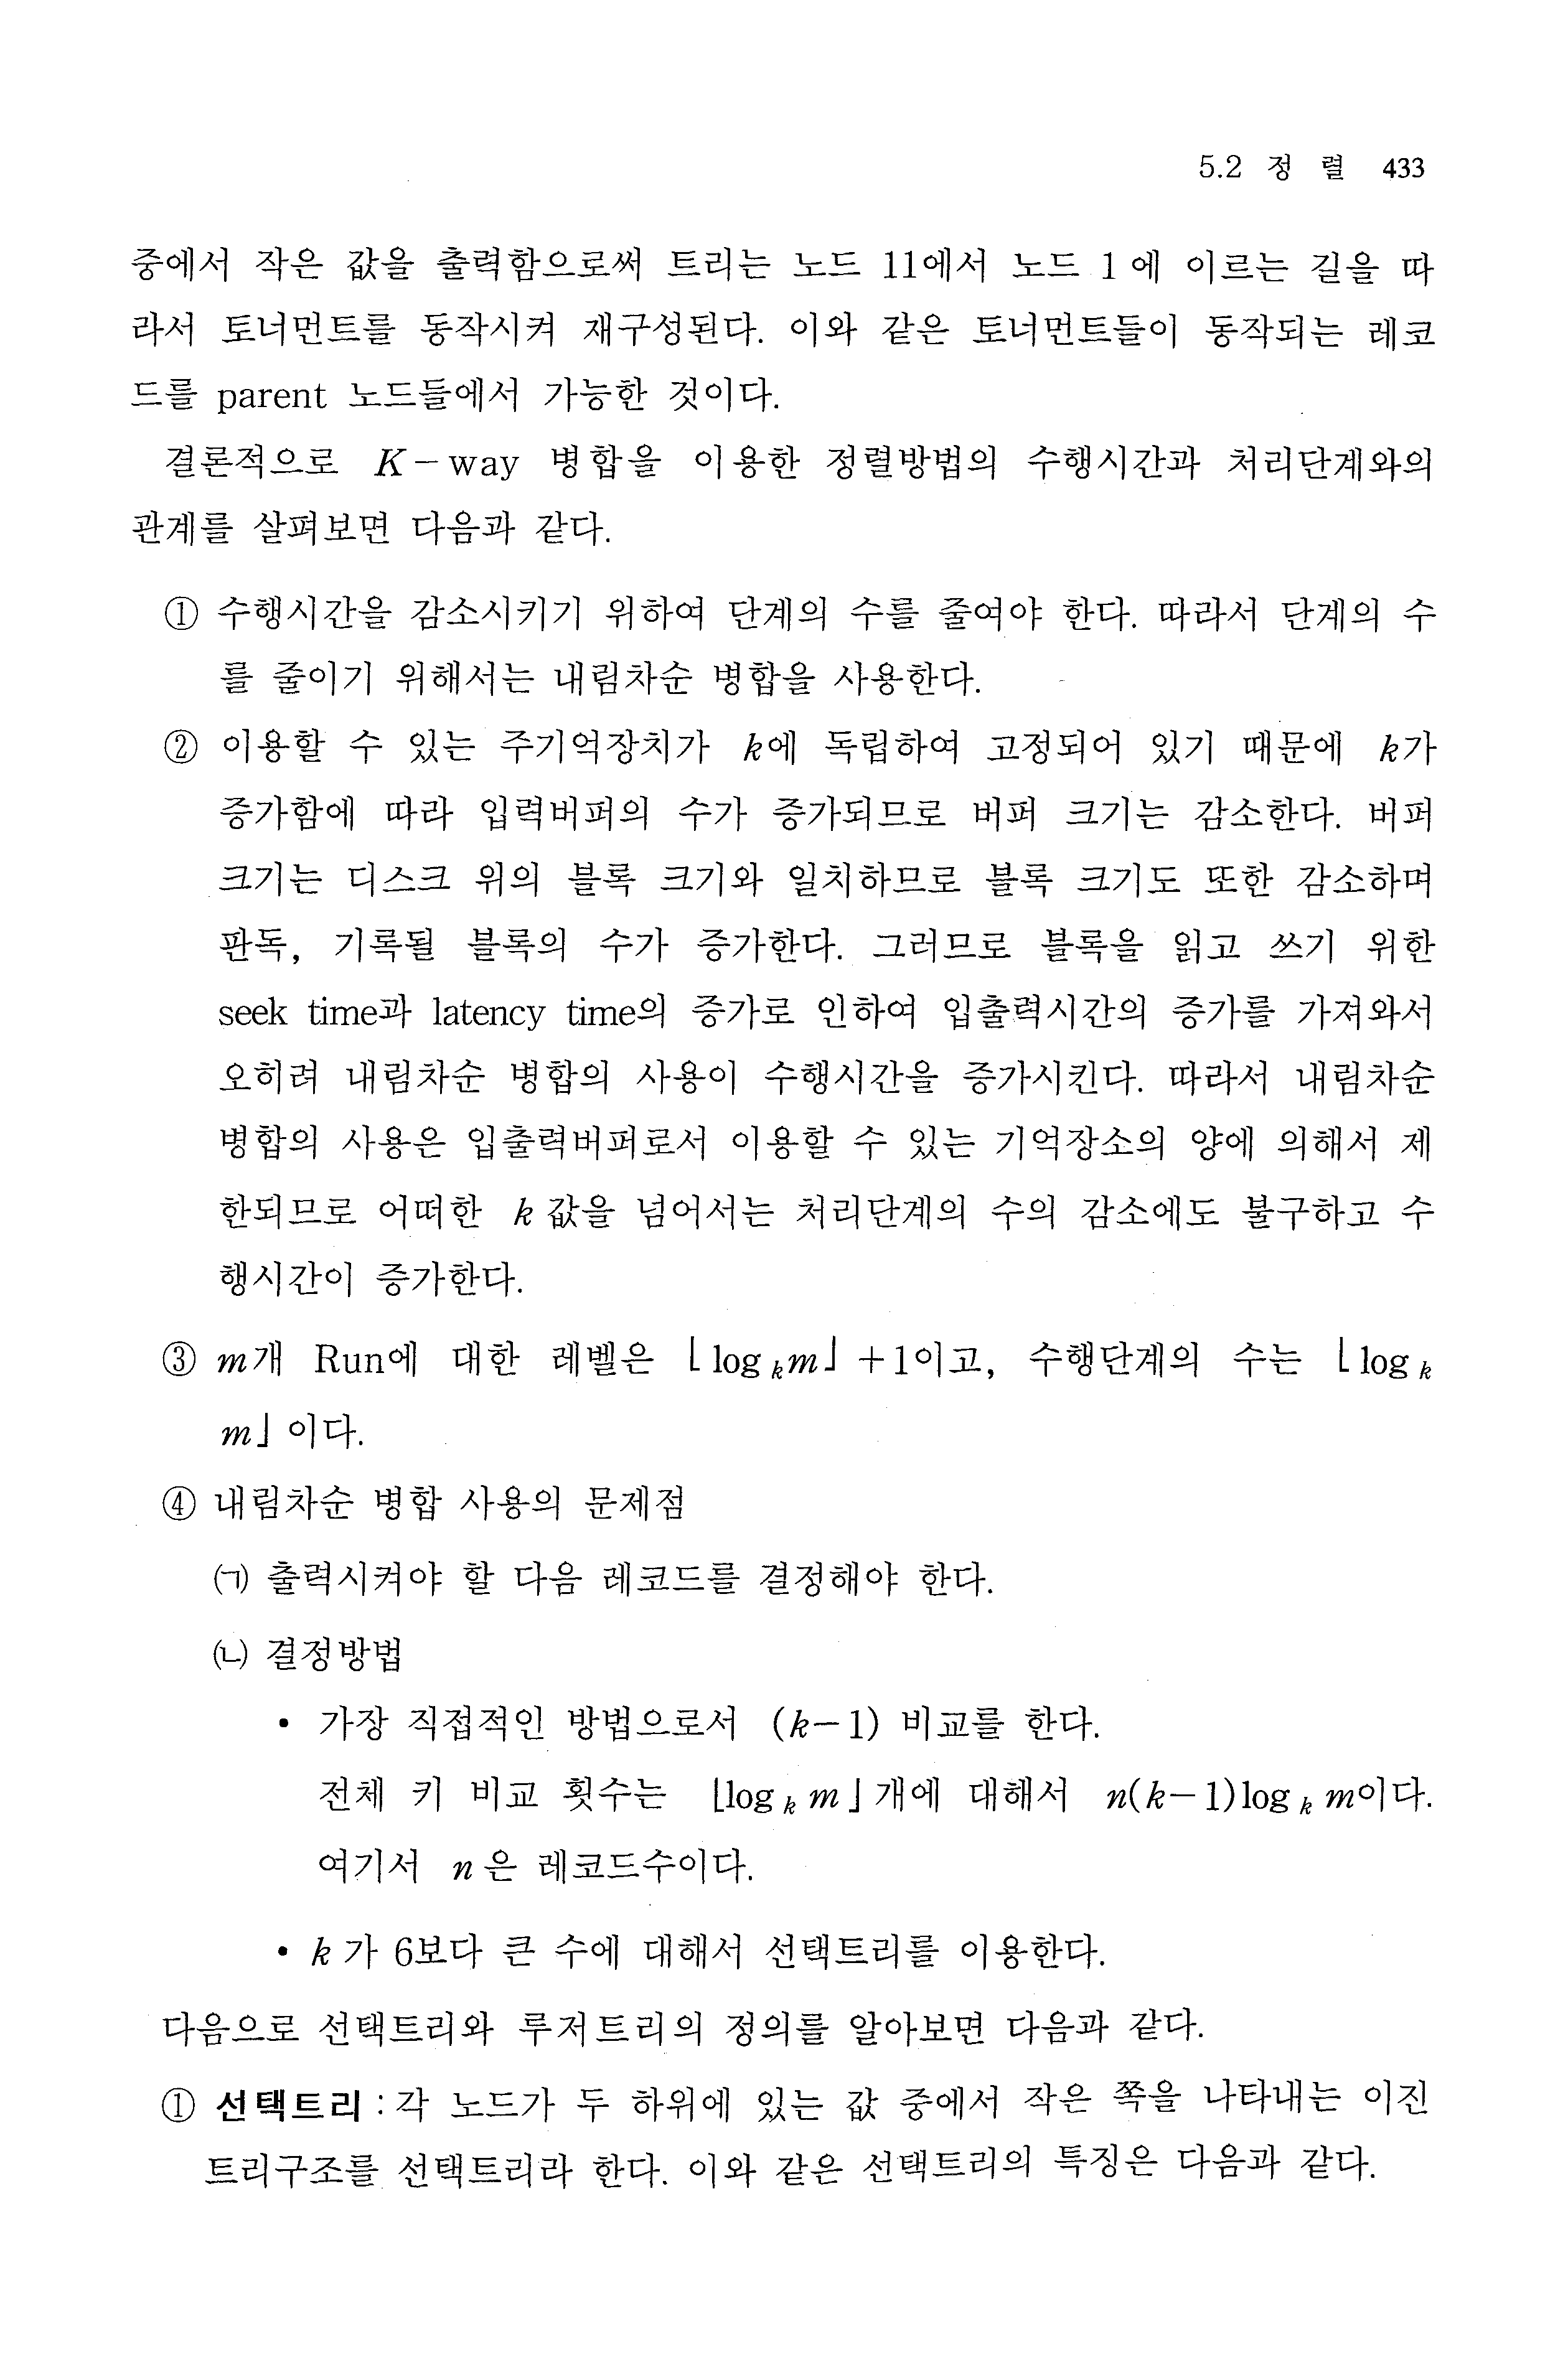 5.2 정 렬 433
중에서 작은 값을 출력함으로써 트리는 노드 11에서 노드 1 에 이르는 길을 따
라서 토너먼트를 동작시켜 재구성된다. 이와 같은 토너먼트들이 동작되는 레코
드를 parent 노드들에서 가능한 것이다.
결론적으로 K－way 병합을 이용한 정렬방법의 수행시간과 처리단계와의
관계를 살펴보면 다음과 같다.
① 수행시간을 감소시키기 위하여 단계의 수를 줄여야 한다. 따라서 단계의 수
를 줄이기 위해서는 내림차순 병합을 사용한다.
② 이용할 수 있는 주기억장치가 k에 독립하여 고정되어 있기 때문에 k가
증가함에 따라 입력버퍼의 수가 증가되므로 버퍼 크기는 감소한다. 버퍼
크기는 디스크 위의 블록 크기와 일치하므로 블록 크기도 또한 감소하며
판독, 기록될 블록의 수가 증가한다. 그러므로 블록을 읽고 쓰기 위한
seek time과 latency time의 증가로 인하여 입출력시간의 증가를 가져와서
오히려 내림차순 병합의 사용이 수행시간을 증가시킨다. 따라서 내림차순
병합의 사용은 입출력버퍼로서 이용할 수 있는 기억장소의 양에 의해서 제
한되므로 어떠한 k 값을 넘어서는 처리단계의 수의 감소에도 불구하고 수
행시간이 증가한다.
③ m개 Run에 대한 레벨은 ⌊log k m⌋+1이고, 수행단계의 수는 ⌊log k
m⌋이다.
④ 내림차순 병합 사용의 문제점
㈀ 출력시켜야 할 다음 레코드를 결정해야 한다.
㈁ 결정방법
• 가장 직접적인 방법으로서 (k－1) 비교를 한다.
전체 키 비교 횟수는 ⌊log k m⌋개에 대해서 n(k－1)log k m이다.
여기서 n은 레코드수이다.
• k 가 6보다 큰 수에 대해서 선택트리를 이용한다.
다음으로 선택트리와 루저트리의 정의를 알아보면 다음과 같다.
① 선택트리 : 각 노드가 두 하위에 있는 값 중에서 작은 쪽을 나타내는 이진
트리구조를 선택트리라 한다. 이와 같은 선택트리의 특징은 다음과 같다.